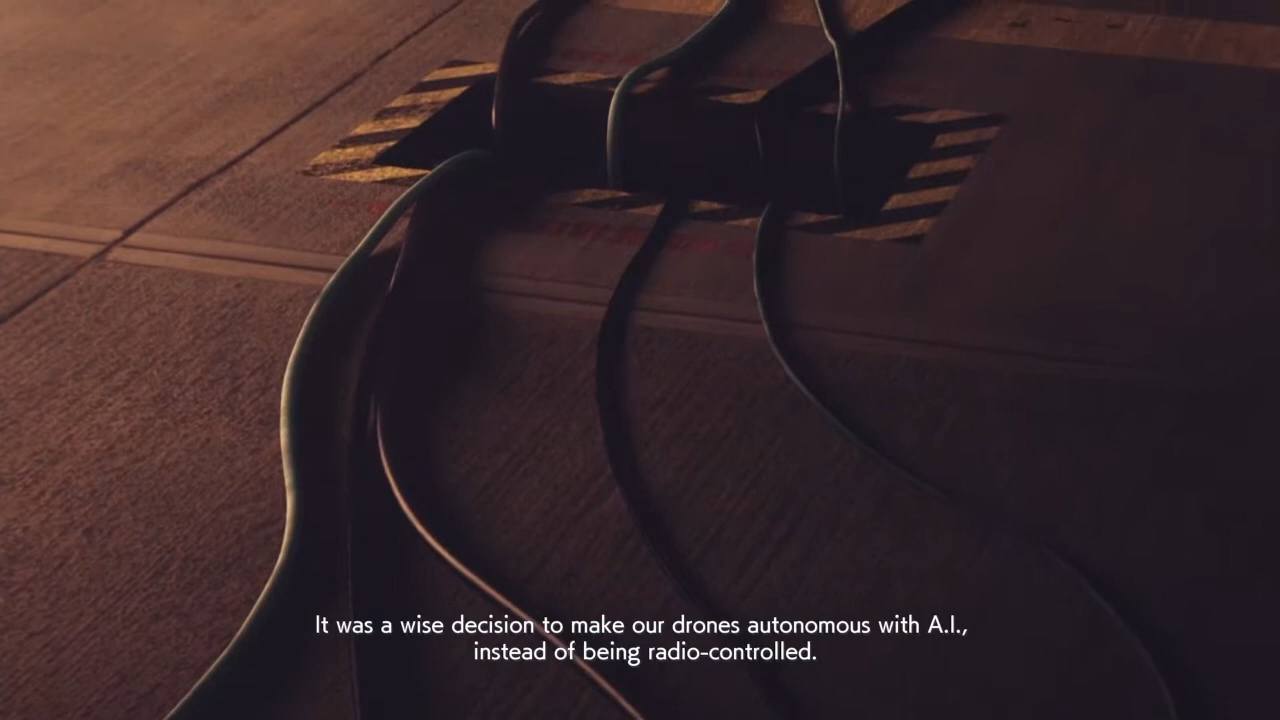 It was a wise decision to make our drones autonomous with A.I.,
instead of being radio-controlled.